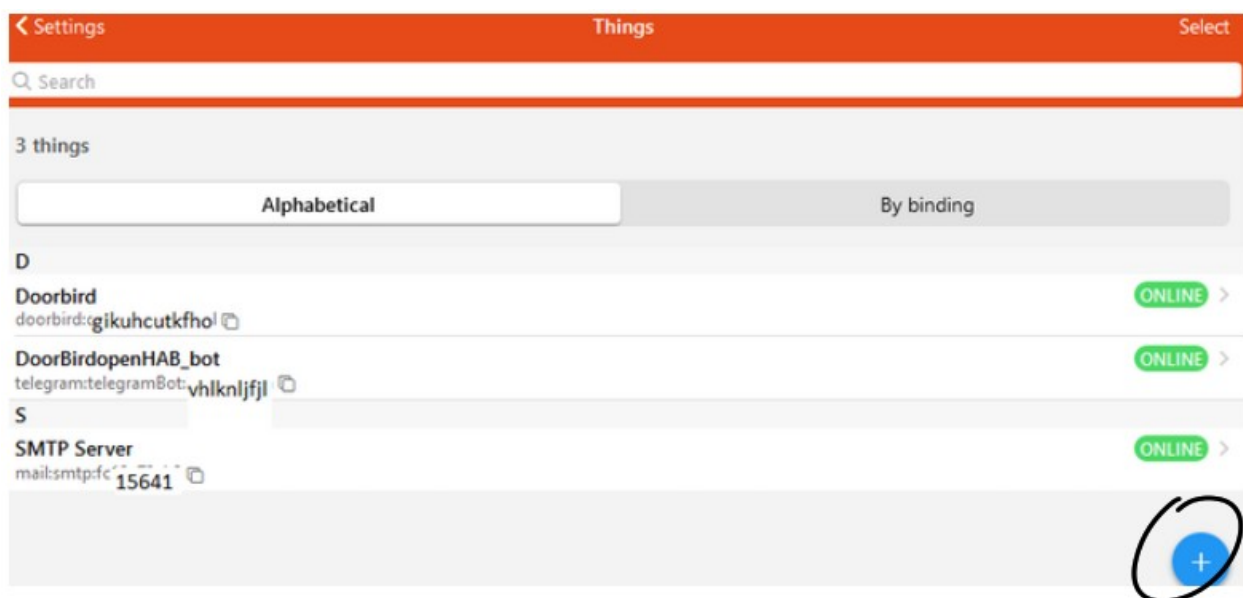 Settings
Things
Select
Search
3 things
Alphabetical
By binding
D
Doorbird
ONLINE
doorbird:gikuhcutkfho
DoorBirdopenHAB_bot
ONLINE
telegram:telegramBot:vhlknljfjl
S
SMTP Server
ONLINE
mail:smtp:fc 15641
+